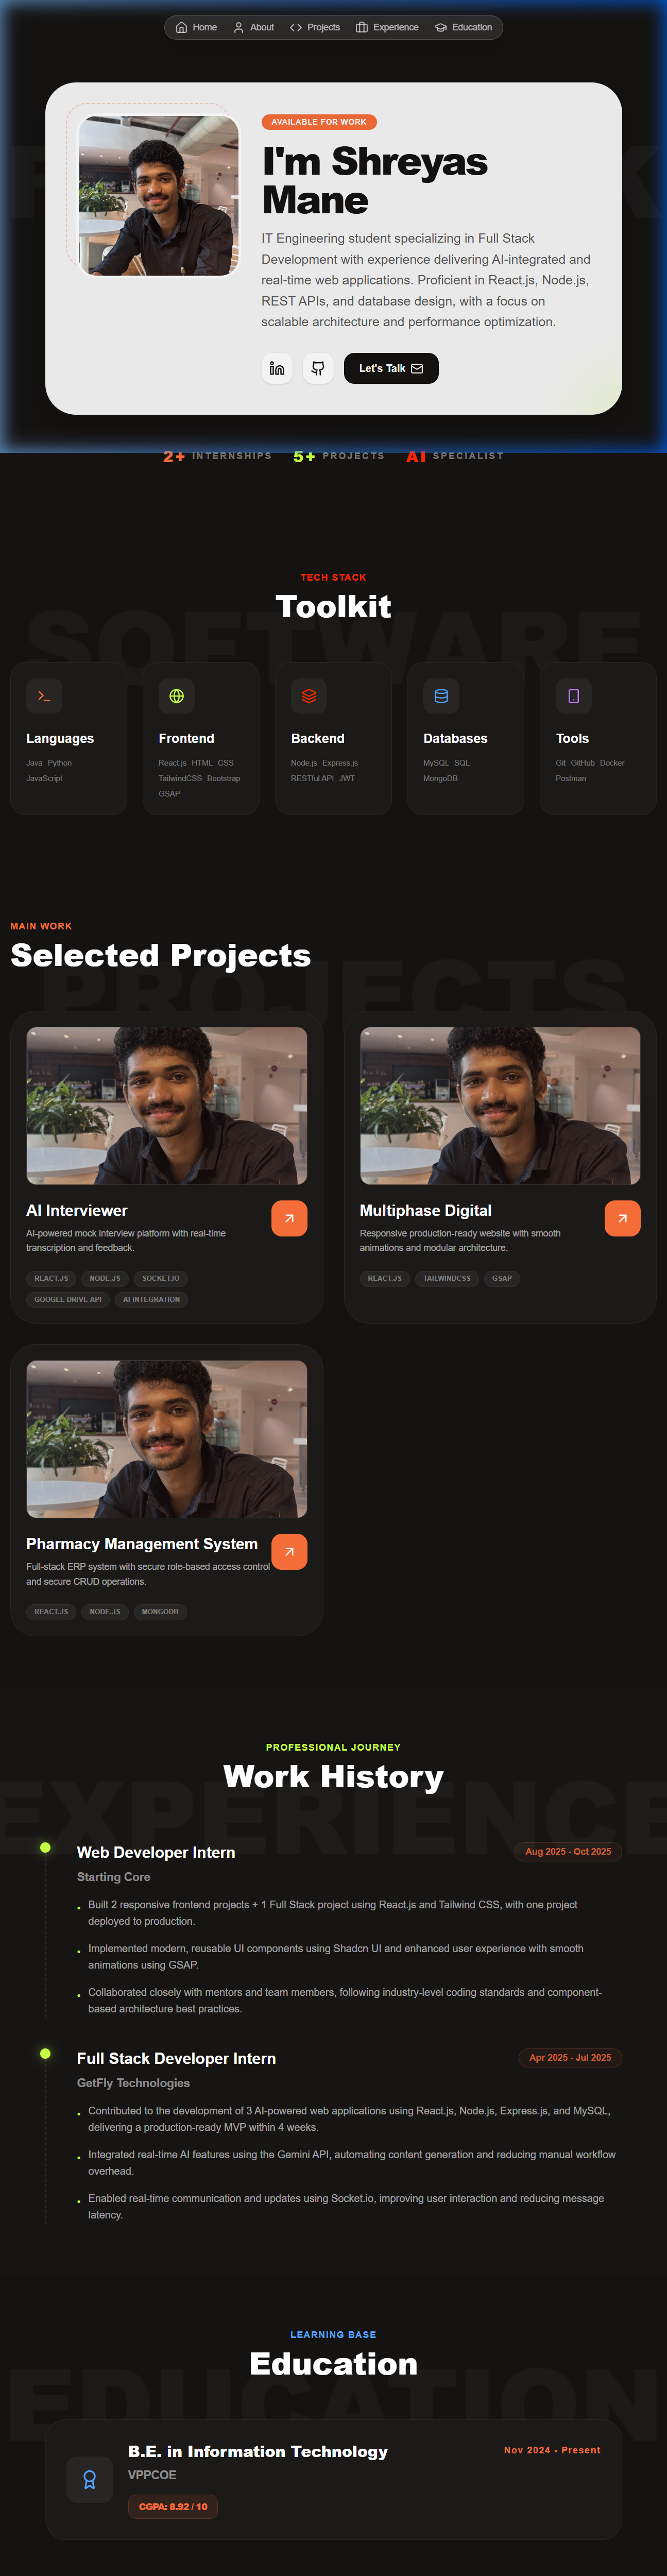 Home About Projects Experience Education
AVAILABLE FOR WORK
I'm Shreyas
Mane
IT Engineering student specializing in Full Stack
Development with experience delivering AI-integrated and
real-time web applications. Proficient in React.js, Node.js,
REST APIs, and database design, with a focus on
scalable architecture and performance optimization.
Let's Talk
2+ INTERNSHIPS 5+ PROJECTS AI SPECIALIST
TECH STACK
Toolkit
SOFTWARE
Languages
Java Python
JavaScript
Frontend
React.js HTML CSS
TailwindCSS Bootstrap
GSAP
Backend
Node.js Express.js
RESTful API JWT
Databases
MySQL SQL
MongoDB
Tools
Git GitHub Docker
Postman
MAIN WORK
Selected Projects
PROJECTS
AI Interviewer
AI-powered mock interview platform with real-time
transcription and feedback.
REACT.JS NODE.JS SOCKET.IO
GOOGLE DRIVE API AI INTEGRATION
Multiphase Digital
Responsive production-ready website with smooth
animations and modular architecture.
REACT.JS TAILWINDCSS GSAP
Pharmacy Management System
Full-stack ERP system with secure role-based access control
and secure CRUD operations.
REACT.JS NODE.JS MONGODB
PROFESSIONAL JOURNEY
Work History
EXPERIENCE
Web Developer Intern
Aug 2025 - Oct 2025
Starting Core
• Built 2 responsive frontend projects + 1 Full Stack project using React.js and Tailwind CSS, with one project
deployed to production.
• Implemented modern, reusable UI components using Shadcn UI and enhanced user experience with smooth
animations using GSAP.
• Collaborated closely with mentors and team members, following industry-level coding standards and component-
based architecture best practices.
Full Stack Developer Intern
Apr 2025 - Jul 2025
GetFly Technologies
• Contributed to the development of 3 AI-powered web applications using React.js, Node.js, Express.js, and MySQL,
delivering a production-ready MVP within 4 weeks.
• Integrated real-time AI features using the Gemini API, automating content generation and reducing manual workflow
overhead.
• Enabled real-time communication and updates using Socket.io, improving user interaction and reducing message
latency.
LEARNING BASE
Education
EDUCATION
B.E. in Information Technology
Nov 2024 - Present
VPPCOE
CGPA: 8.92 / 10